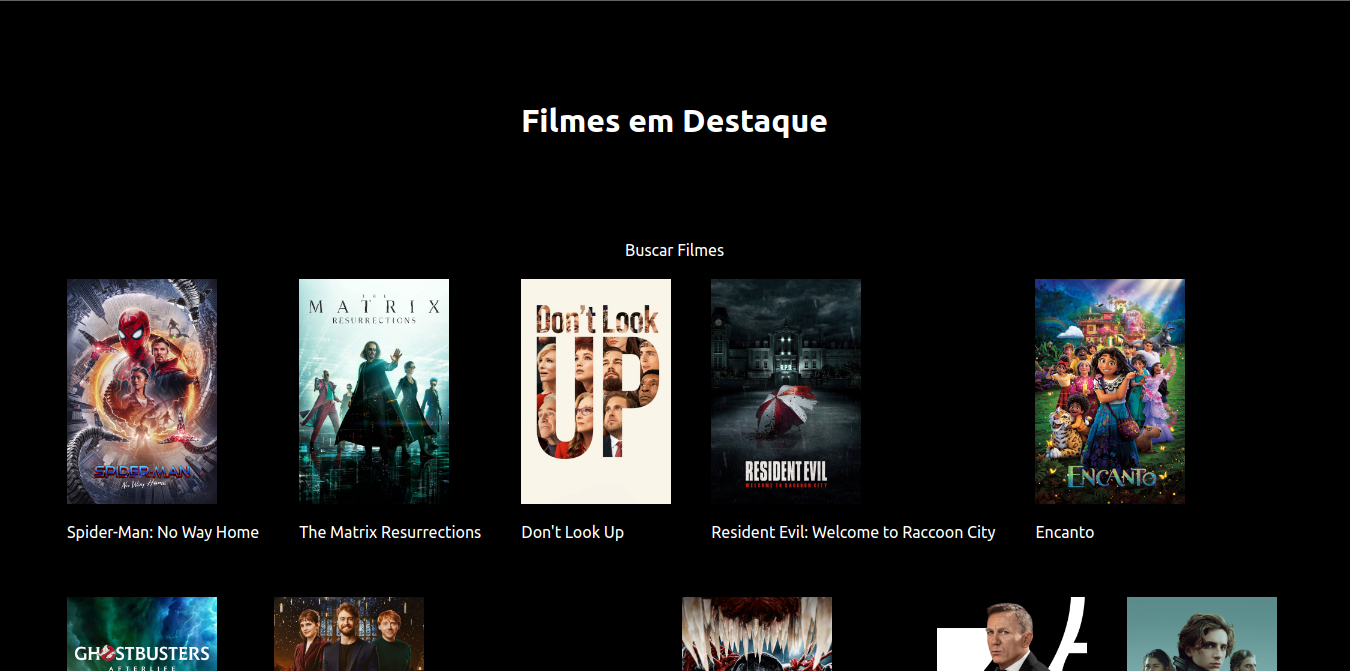 Filmes em Destaque
Buscar Filmes
THE
MATRIX
RESURRECTIONS
Don't Look
UP
SPIDER-MAN
No Way Home
RESIDENT EVIL
WELCOME TO RACCOON CITY
ENCANTO
Spider-Man: No Way Home
The Matrix Resurrections
Don't Look Up
Resident Evil: Welcome to Raccoon City
Encanto
GHOSTBUSTERS
AFTERLIFE